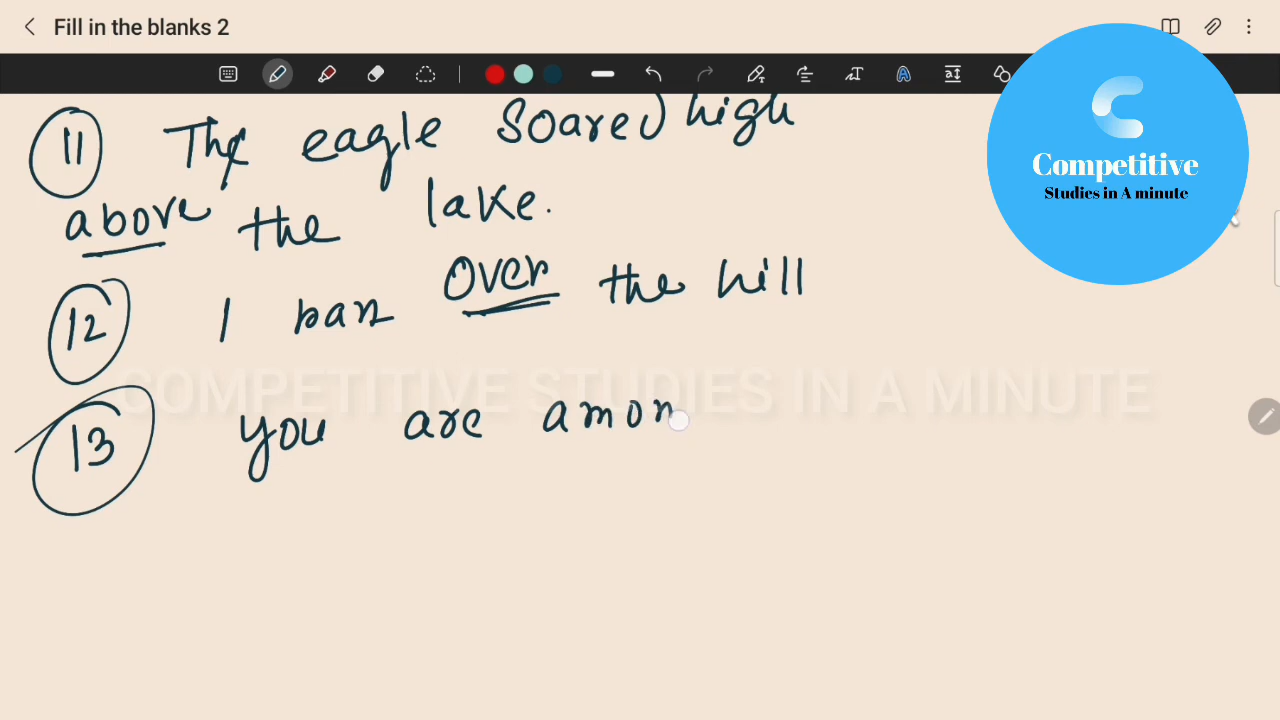 Fill in the blanks 2
Competitive
Studies in A minute
11 The eagle Soared high
above the lake.
12 I ran over the hill
COMPETITIVE STUDIES IN A MINUTE
13 you are amon